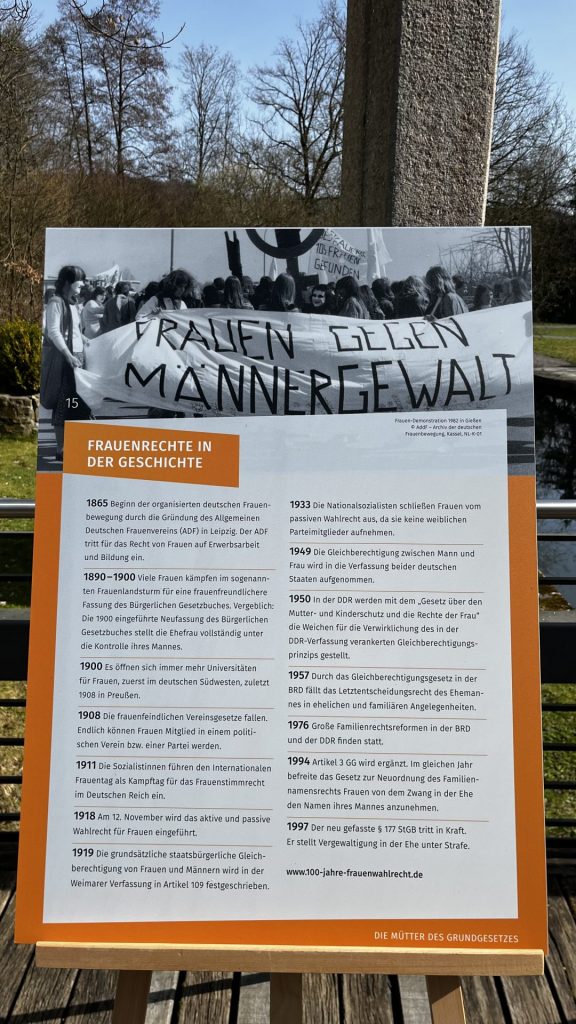 105 FRAUEN
GEFUNDEN
FRAUEN GEGEN
MÄNNERGEWALT
15
Frauen-Demonstration 1982 in Gießen
© AddF – Archiv der deutschen
Frauenbewegung, Kassel, NL-K-01
FRAUENRECHTE IN
DER GESCHICHTE
1865 Beginn der organisierten deutschen Frauen-
bewegung durch die Gründung des Allgemeinen
Deutschen Frauenvereins (ADF) in Leipzig. Der ADF
tritt für das Recht von Frauen auf Erwerbsarbeit
und Bildung ein.
1890–1900 Viele Frauen kämpfen im sogenann-
ten Frauenlandsturm für eine frauenfreundlichere
Fassung des Bürgerlichen Gesetzbuches. Vergeblich:
Die 1900 eingeführte Neufassung des Bürgerlichen
Gesetzbuches stellt die Ehefrau vollständig unter
die Kontrolle ihres Mannes.
1900 Es öffnen sich immer mehr Universitäten
für Frauen, zuerst im deutschen Südwesten, zuletzt
1908 in Preußen.
1908 Die frauenfeindlichen Vereinsgesetze fallen.
Endlich können Frauen Mitglied in einem politi-
schen Verein bzw. einer Partei werden.
1911 Die Sozialistinnen führen den Internationalen
Frauentag als Kampftag für das Frauenstimmrecht
im Deutschen Reich ein.
1918 Am 12. November wird das aktive und passive
Wahlrecht für Frauen eingeführt.
1919 Die grundsätzliche staatsbürgerliche Gleich-
berechtigung von Frauen und Männern wird in der
Weimarer Verfassung in Artikel 109 festgeschrieben.
1933 Die Nationalsozialisten schließen Frauen vom
passiven Wahlrecht aus, da sie keine weiblichen
Parteimitglieder aufnehmen.
1949 Die Gleichberechtigung zwischen Mann und
Frau wird in die Verfassung beider deutschen
Staaten aufgenommen.
1950 In der DDR werden mit dem „Gesetz über den
Mutter- und Kinderschutz und die Rechte der Frau"
die Weichen für die Verwirklichung des in der
DDR-Verfassung verankerten Gleichberechtigungs-
prinzips gestellt.
1957 Durch das Gleichberechtigungsgesetz in der
BRD fällt das Letztentscheidungsrecht des Eheman-
nes in ehelichen und familiären Angelegenheiten.
1976 Große Familienrechtsreformen in der BRD
und der DDR finden statt.
1994 Artikel 3 GG wird ergänzt. Im gleichen Jahr
befreite das Gesetz zur Neuordnung des Familien-
namensrechts Frauen von dem Zwang in der Ehe
den Namen ihres Mannes anzunehmen.
1997 Der neu gefasste § 177 StGB tritt in Kraft.
Er stellt Vergewaltigung in der Ehe unter Strafe.
www.100-jahre-frauenwahlrecht.de
DIE MÜTTER DES GRUNDGESETZES